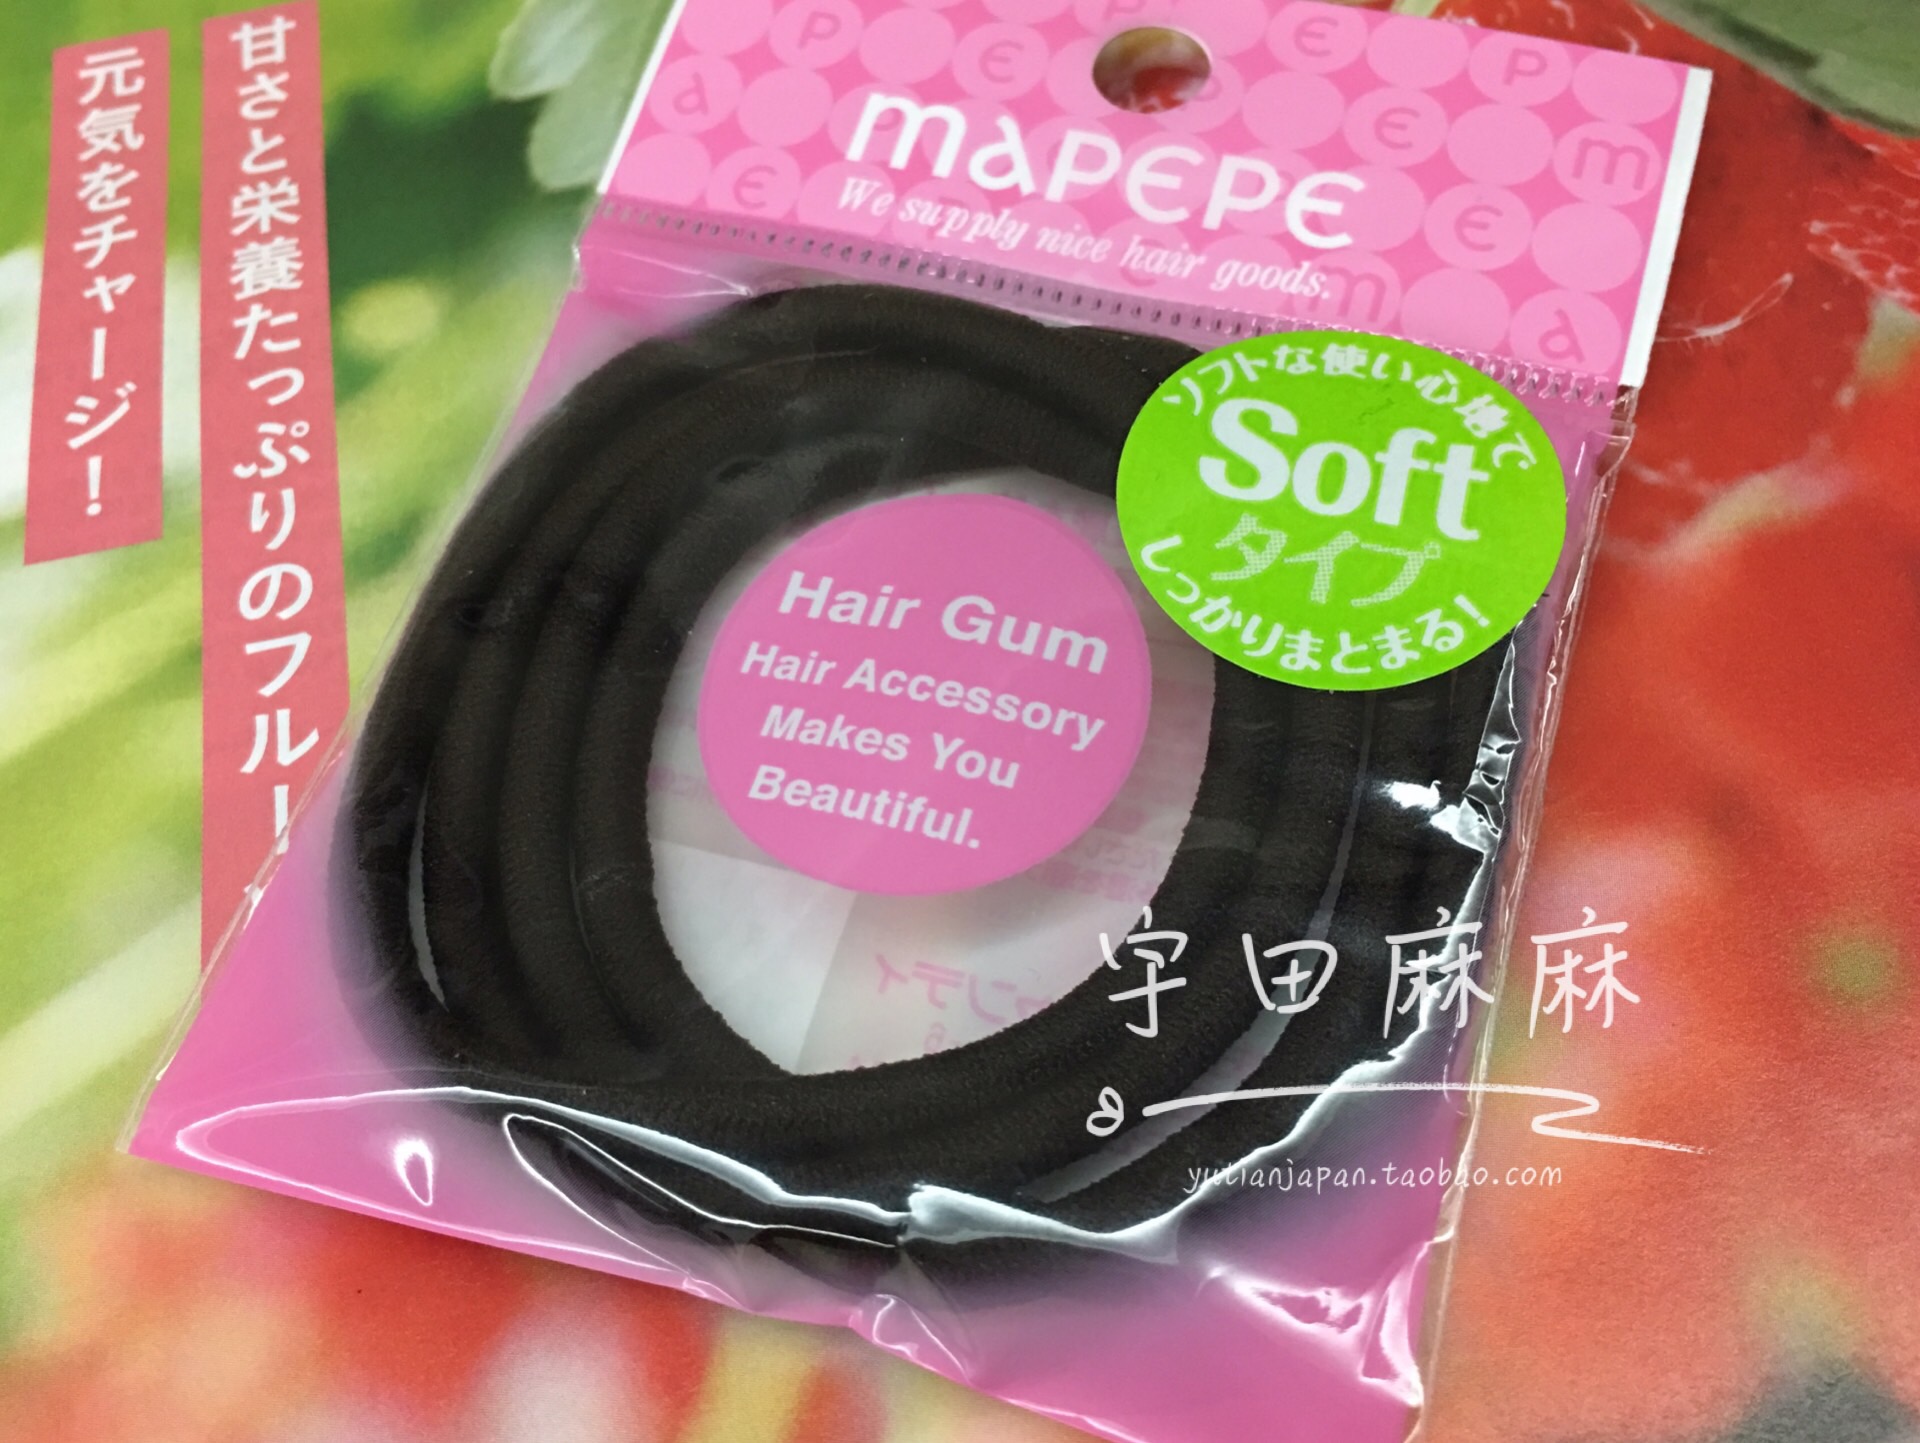 元気をチャージ!
甘さと栄養たっぷりのフルー
mapepe
We supply nice hair goods.
ソフトな使い心地で
Soft
タイプ
しっかりまとまる!
Hair Gum
Hair Accessory
Makes You
Beautiful.
宇田麻麻
yutianjapan.taobao.com